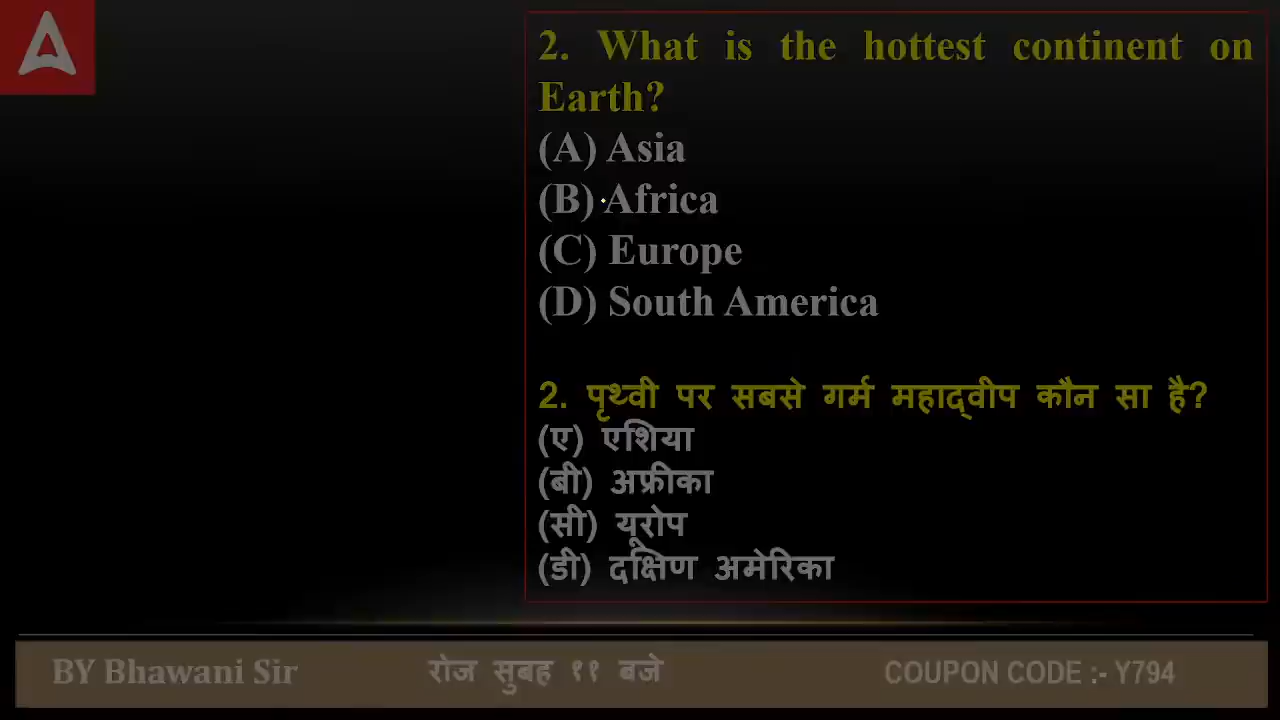 2. What is the hottest continent on
Earth?
(A) Asia
(B) Africa
(C) Europe
(D) South America
2. पृथ्वी पर सबसे गर्म महाद्वीप कौन सा है?
(ए) एशिया
(बी) अफ्रीका
(सी) यूरोप
(डी) दक्षिण अमेरिका
BY Bhawani Sir रोज सुबह ११ बजे COUPON CODE :- Y794